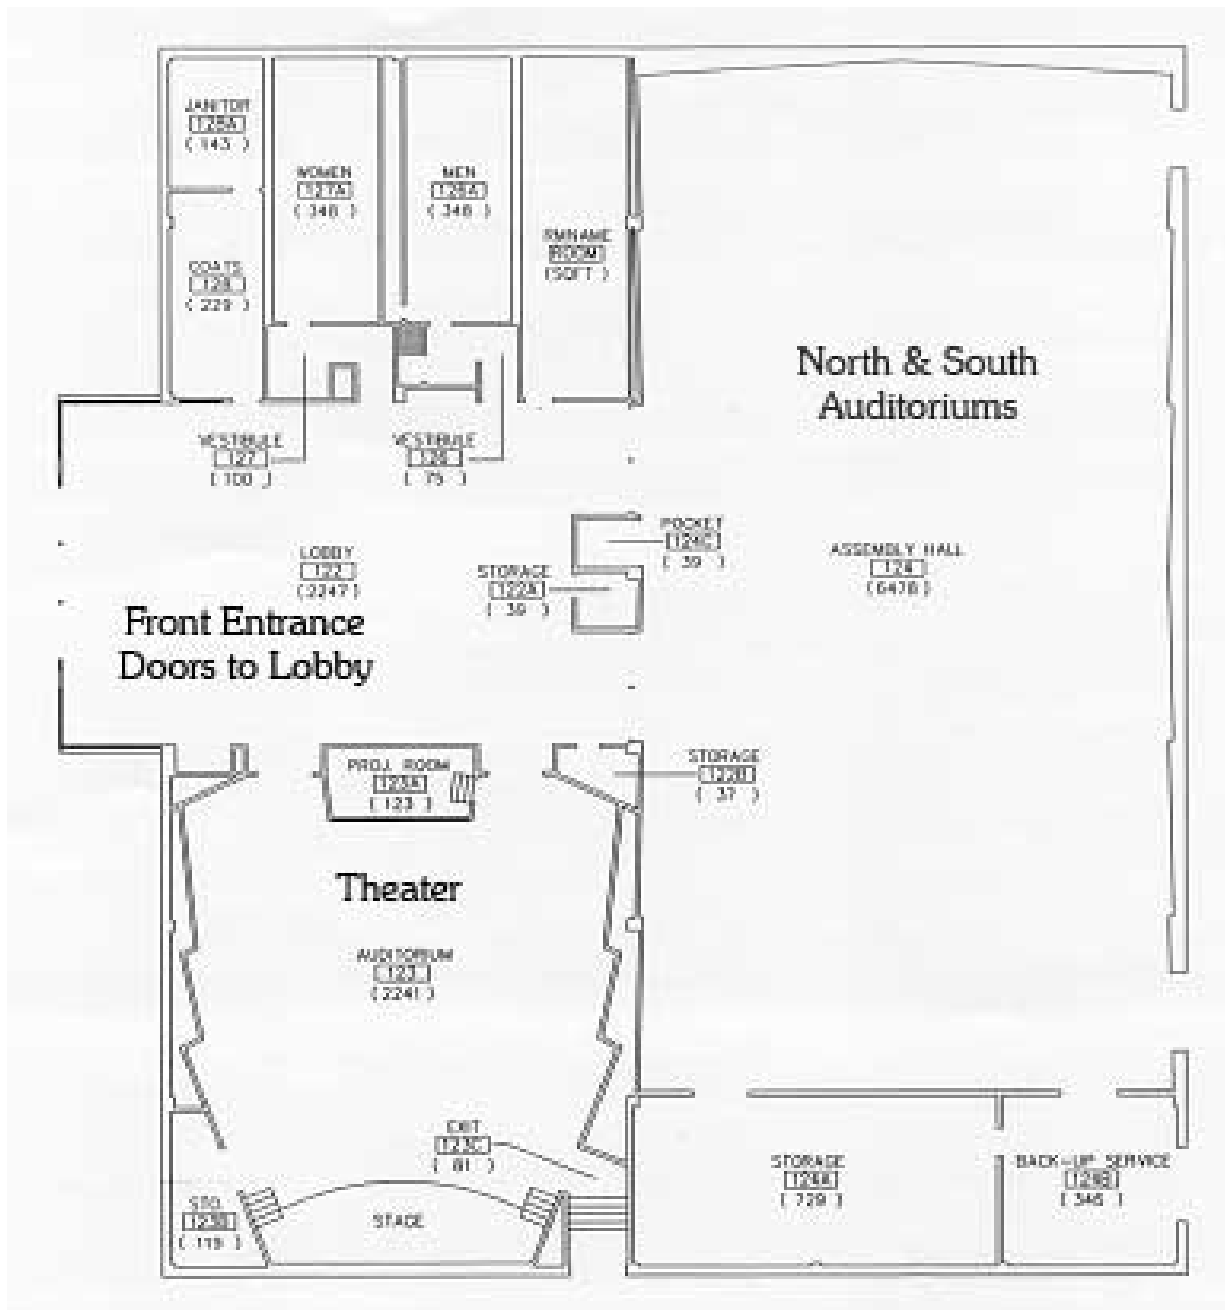 JANITOR
128A
( 143 )
WOMEN
127A
( 348 )
MEN
126A
( 348 )
RMNAME
ROOM
(SQFT )
COATS
128
( 229 )
North & South
Auditoriums
VESTIBULE
127
( 100 )
VESTIBULE
126
( 75 )
POCKET
124C
( 39 )
LOBBY
122
(2247)
STORAGE
122A
( 39 )
ASSEMBLY HALL
124
(6478)
Front Entrance
Doors to Lobby
PROJ. ROOM
123A
( 123 )
STORAGE
122B
( 37 )
Theater
AUDITORIUM
123
(2241)
EXIT
123C
( 81 )
STORAGE
124A
( 729 )
BACK-UP SERVICE
124B
( 346 )
STO.
123B
( 119 )
STAGE